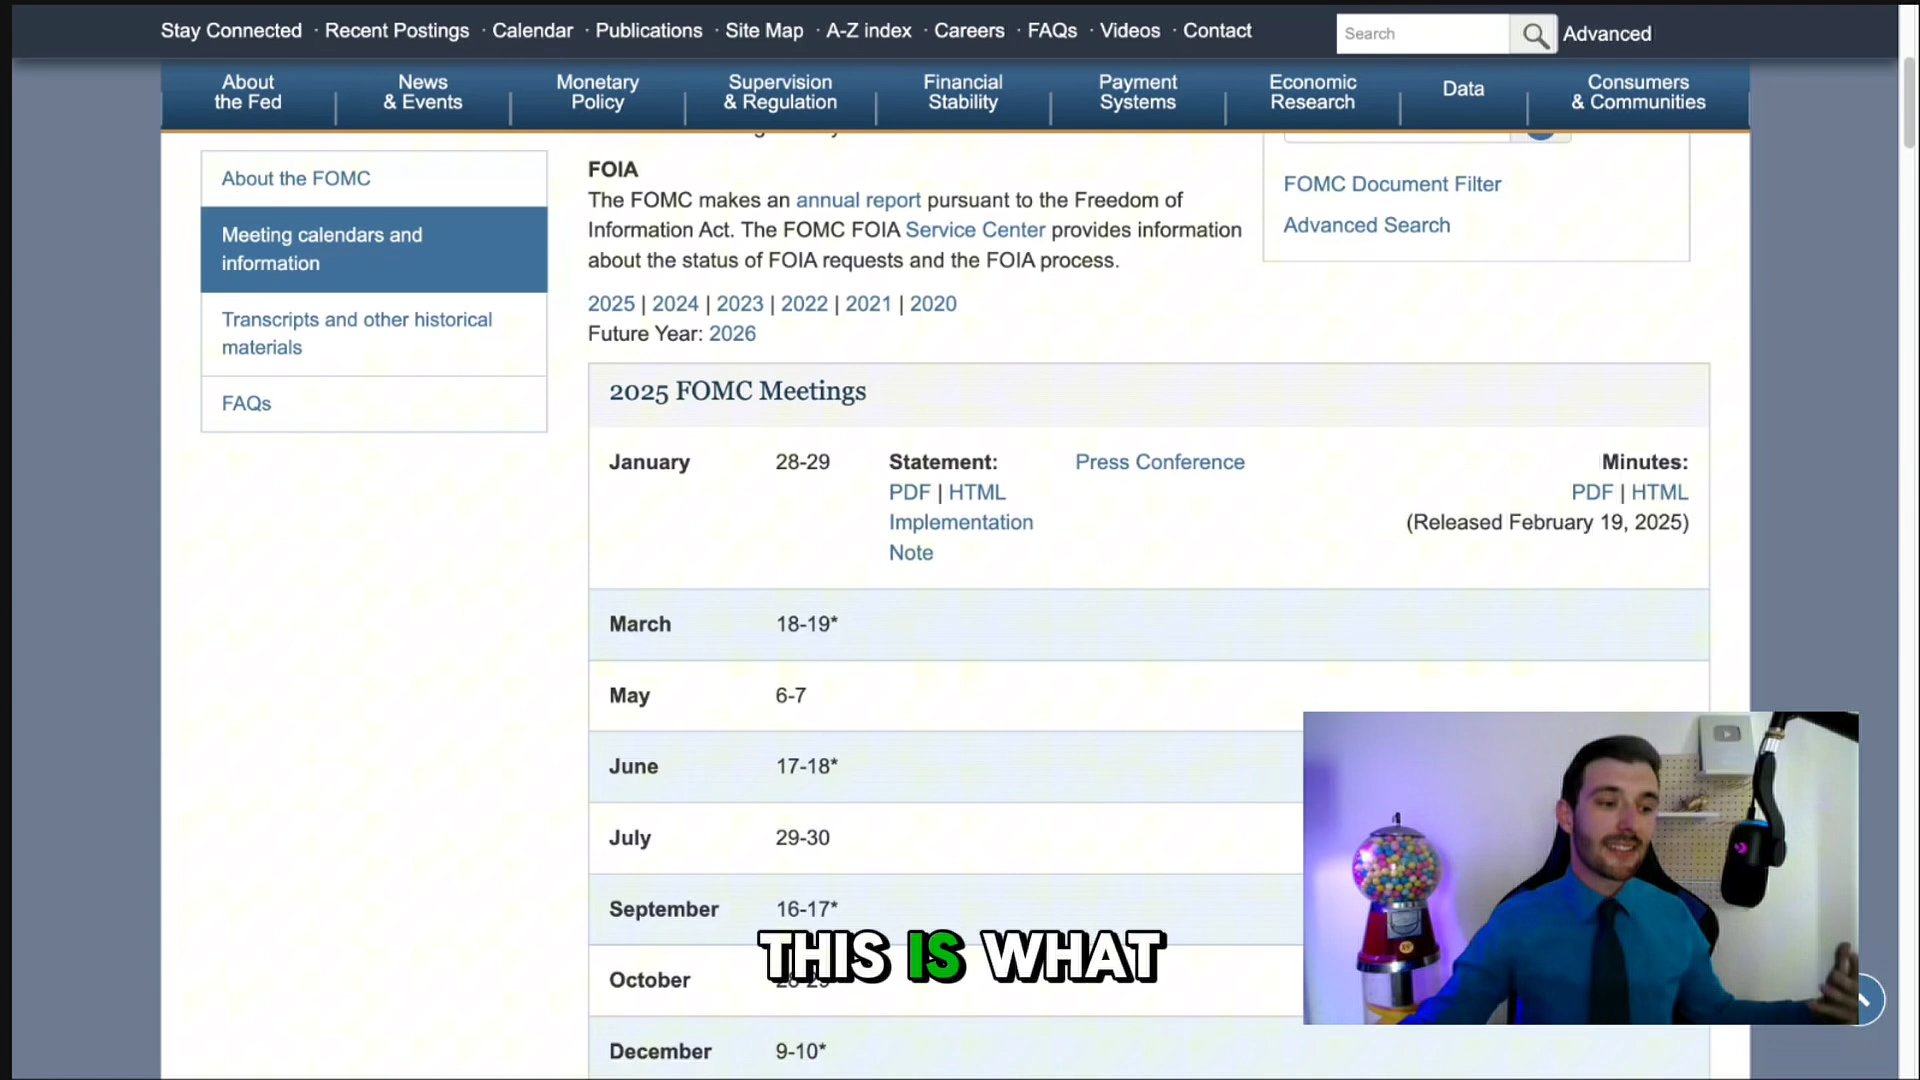 Stay Connected · Recent Postings · Calendar · Publications · Site Map · A-Z index · Careers · FAQs · Videos · Contact
Search
Advanced
About
the Fed
News
& Events
Monetary
Policy
Supervision
& Regulation
Financial
Stability
Payment
Systems
Economic
Research
Data
Consumers
& Communities
About the FOMC
Meeting calendars and
information
Transcripts and other historical
materials
FAQs
FOIA
The FOMC makes an annual report pursuant to the Freedom of
Information Act. The FOMC FOIA Service Center provides information
about the status of FOIA requests and the FOIA process.
2025 | 2024 | 2023 | 2022 | 2021 | 2020
Future Year: 2026
FOMC Document Filter
Advanced Search
2025 FOMC Meetings
January 28-29 Statement: Press Conference Minutes:
PDF | HTML PDF | HTML
Implementation (Released February 19, 2025)
Note
March 18-19*
May 6-7
June 17-18*
July 29-30
September 16-17*
THIS IS WHAT
October 28-29
December 9-10*